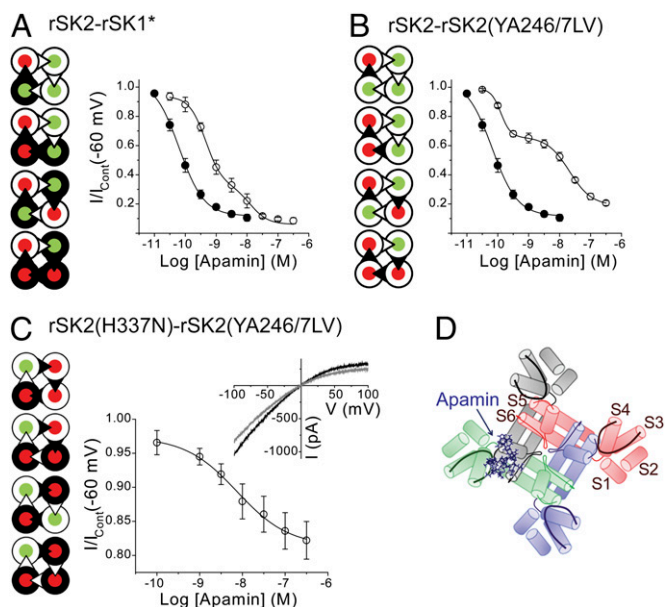 A rSK2-rSK1*
B rSK2-rSK2(YA246/7LV)
I/I_Cont(-60 mV)
1.0
0.8
0.6
0.4
0.2
-11 -10 -9 -8 -7 -6
Log [Apamin] (M)
I/I_Cont(-60 mV)
1.0
0.8
0.6
0.4
0.2
-11 -10 -9 -8 -7 -6
Log [Apamin] (M)
C rSK2(H337N)-rSK2(YA246/7LV)
I/I_Cont(-60 mV)
1.00
0.95
0.90
0.85
0.80
-10 -9 -8 -7 -6
Log [Apamin] (M)
-100 -50 50 100
V (mV)
-500
-1000
I (pA)
D
Apamin
S5
S6
S4
S3
S1
S2